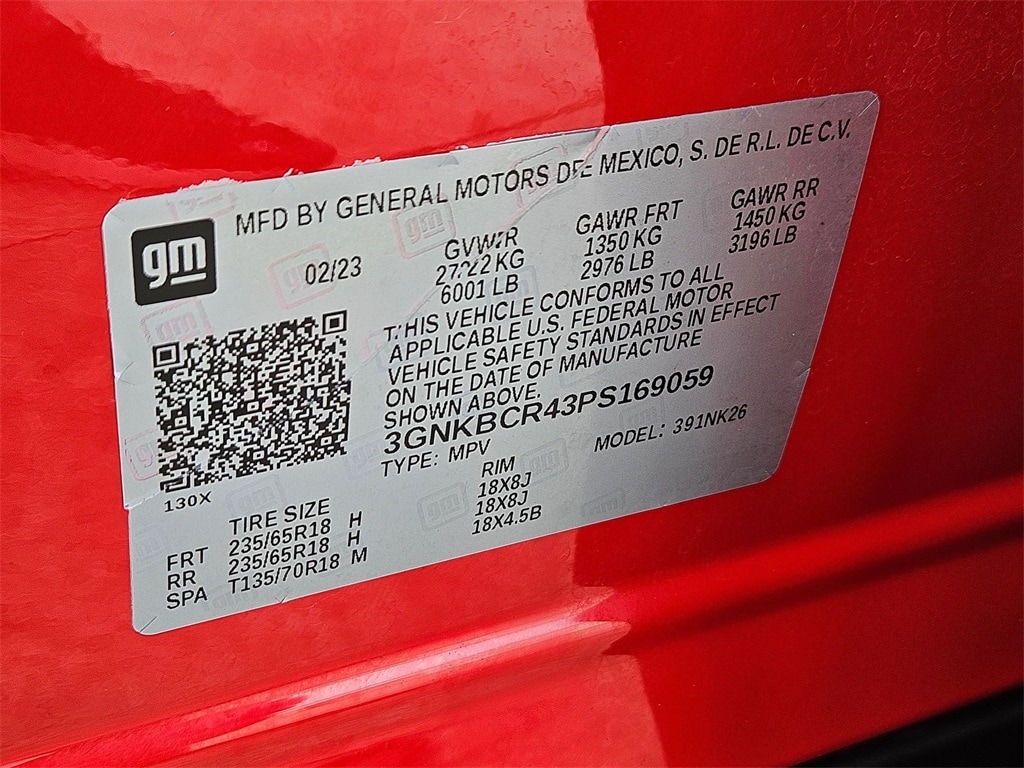 gm
MFD BY GENERAL MOTORS DE MEXICO, S. DE R.L. DE C.V.
02/23
GVWR GAWR FRT GAWR RR
2722 KG 1350 KG 1450 KG
6001 LB 2976 LB 3196 LB
THIS VEHICLE CONFORMS TO ALL
APPLICABLE U.S. FEDERAL MOTOR
VEHICLE SAFETY STANDARDS IN EFFECT
ON THE DATE OF MANUFACTURE
SHOWN ABOVE.
3GNKBCR43PS169059
TYPE: MPV MODEL: 391NK26
130X
TIRE SIZE RIM
FRT 235/65R18 H 18X8J
RR 235/65R18 H 18X8J
SPA T135/70R18 M 18X4.5B